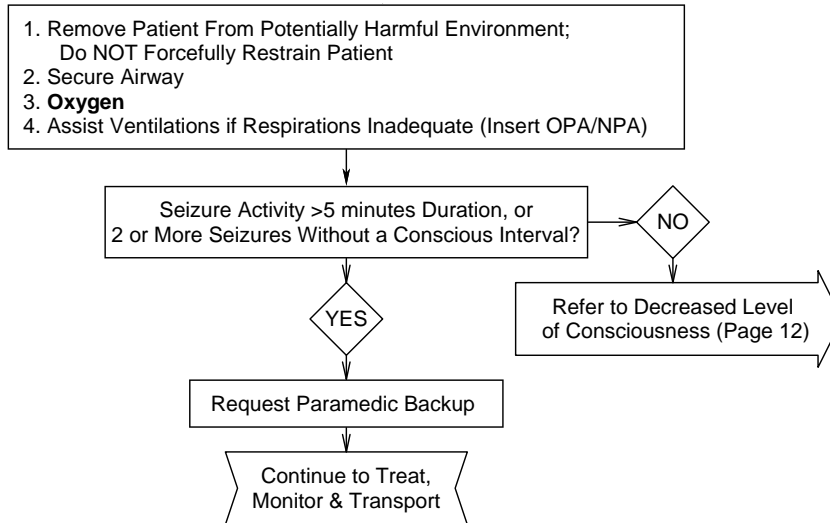 1. Remove Patient From Potentially Harmful Environment;
Do NOT Forcefully Restrain Patient
2. Secure Airway
3. Oxygen
4. Assist Ventilations if Respirations Inadequate (Insert OPA/NPA)
Seizure Activity >5 minutes Duration, or
2 or More Seizures Without a Conscious Interval?
NO
YES
Refer to Decreased Level
of Consciousness (Page 12)
Request Paramedic Backup
Continue to Treat,
Monitor & Transport